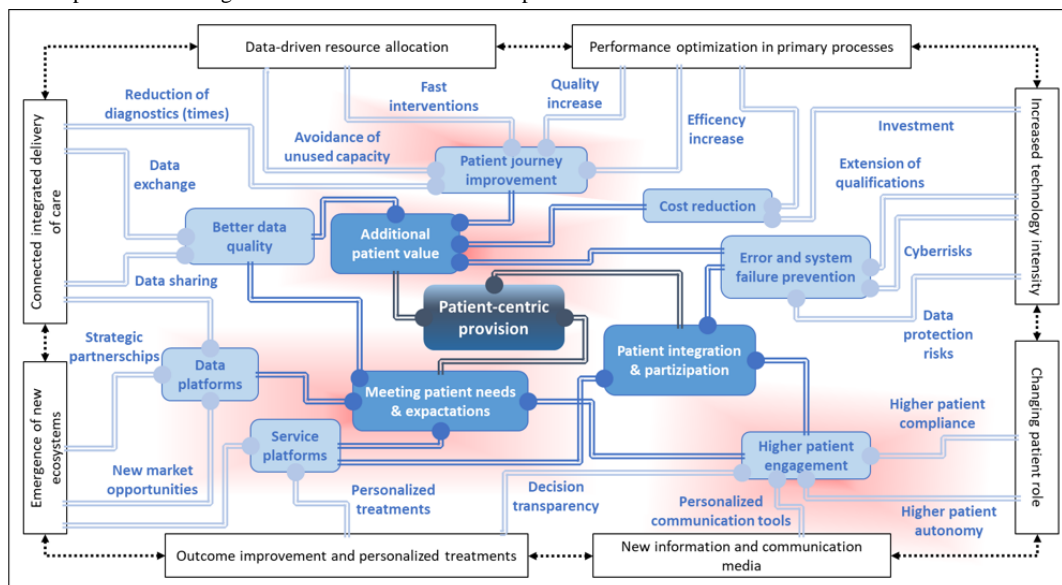 Data-driven resource allocation
Performance optimization in primary processes
Connected integrated delivery
of care
Increased technology intensity
Reduction of
diagnostics (times)
Fast
interventions
Quality
increase
Efficency
increase
Investment
Avoidance of
unused capacity
Patient journey
improvement
Extension of
qualifications
Data
exchange
Cost reduction
Better data
quality
Additional
patient value
Error and system
failure prevention
Cyberrisks
Data sharing
Patient-centric
provision
Data
protection
risks
Strategic
partnerschips
Patient integration
& partizipation
Data
platforms
Meeting patient needs
& expactations
Emergence of new
ecosystems
Changing patient role
Higher patient
compliance
Service
platforms
Higher patient
engagement
New market
opportunities
Personalized
treatments
Decision
transparency
Personalized
communication tools
Higher patient
autonomy
Outcome improvement and personalized treatments
New information and communication
media